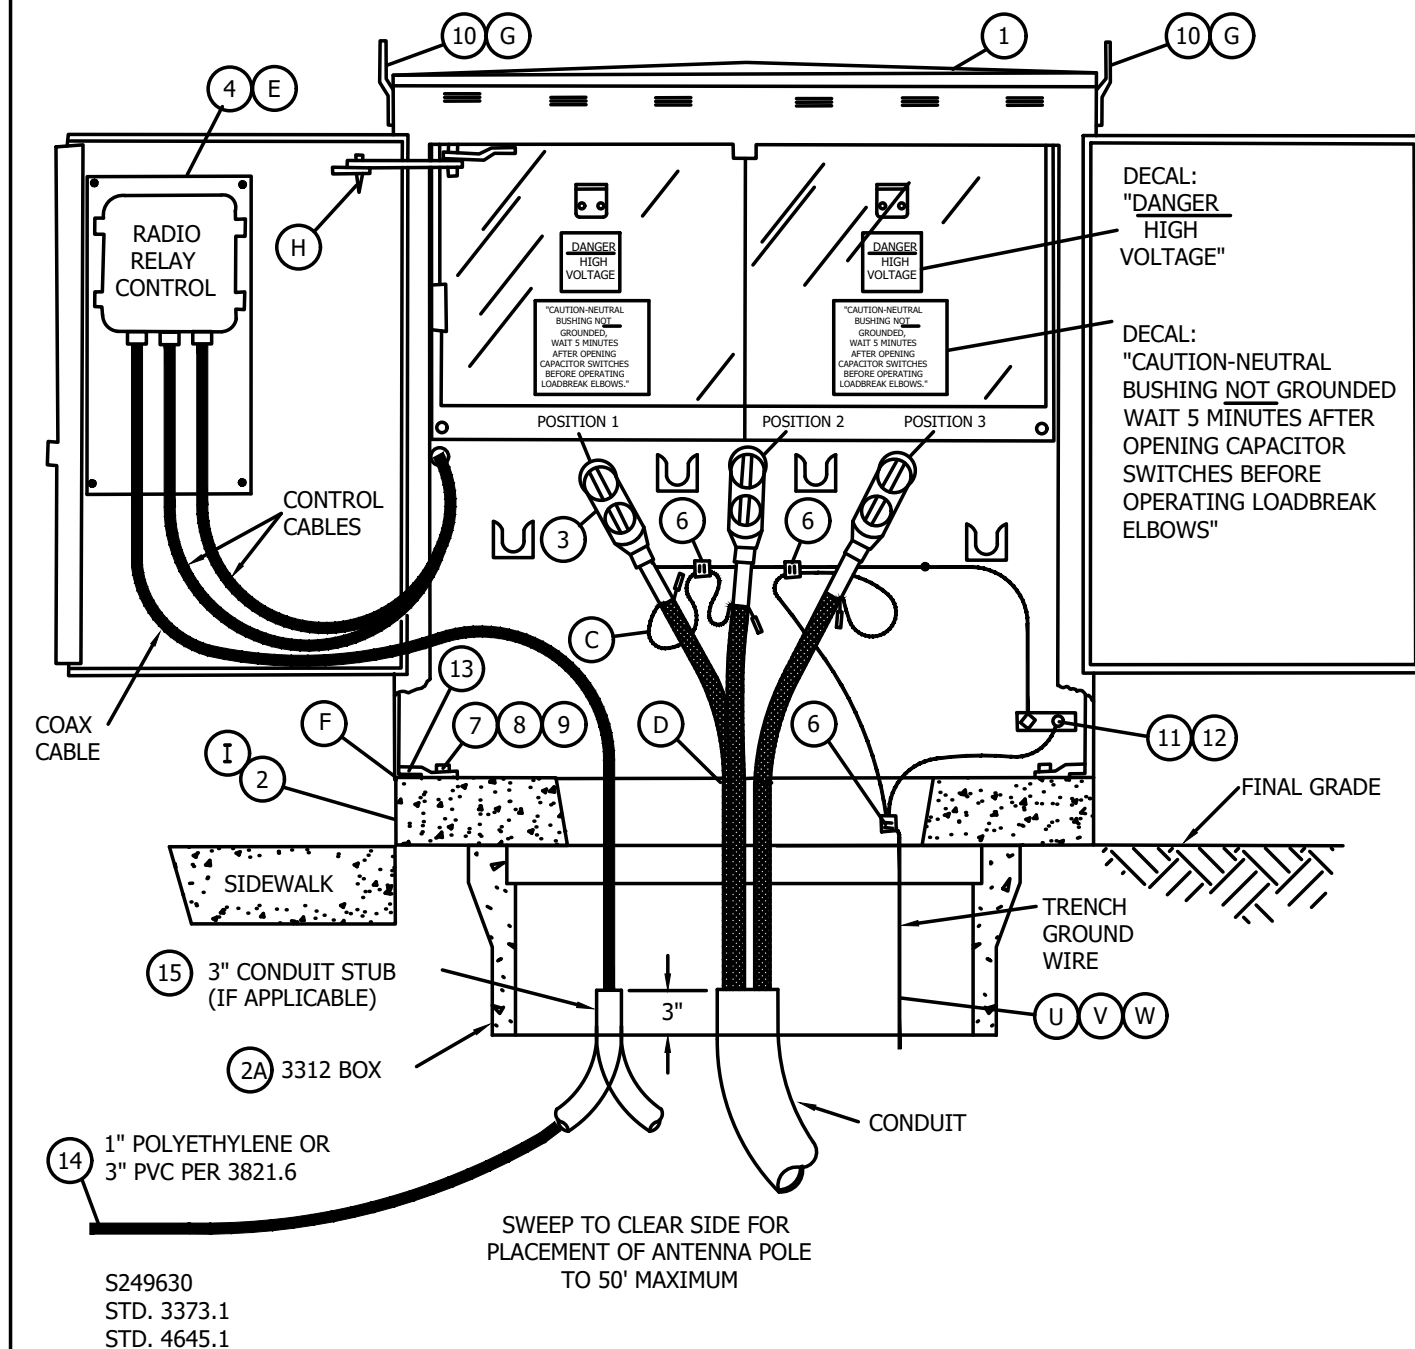 10 G
1
10 G
4 E
RADIO
RELAY
CONTROL
H
DANGER
HIGH
VOLTAGE
"CAUTION-NEUTRAL
BUSHING NOT
GROUNDED,
WAIT 5 MINUTES
AFTER OPENING
CAPACITOR SWITCHES
BEFORE OPERATING
LOADBREAK ELBOWS."
DANGER
HIGH
VOLTAGE
"CAUTION-NEUTRAL
BUSHING NOT
GROUNDED,
WAIT 5 MINUTES
AFTER OPENING
CAPACITOR SWITCHES
BEFORE OPERATING
LOADBREAK ELBOWS."
DECAL:
"DANGER
HIGH
VOLTAGE"
DECAL:
"CAUTION-NEUTRAL
BUSHING NOT GROUNDED
WAIT 5 MINUTES AFTER
OPENING CAPACITOR
SWITCHES BEFORE
OPERATING LOADBREAK
ELBOWS"
POSITION 1
POSITION 2
POSITION 3
CONTROL
CABLES
3
6
6
C
COAX
CABLE
13
F
7 8 9
D
6
11 12
I
2
FINAL GRADE
SIDEWALK
TRENCH
GROUND
WIRE
15
3" CONDUIT STUB
(IF APPLICABLE)
3"
U V W
2A 3312 BOX
CONDUIT
14
1" POLYETHYLENE OR
3" PVC PER 3821.6
SWEEP TO CLEAR SIDE FOR
PLACEMENT OF ANTENNA POLE
TO 50' MAXIMUM
S249630
STD. 3373.1
STD. 4645.1